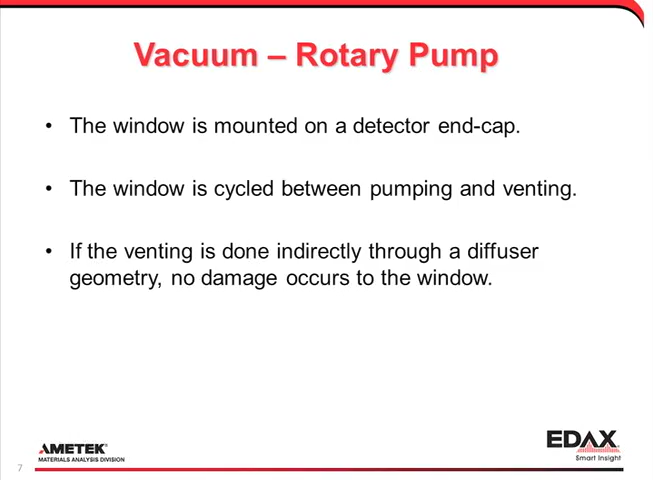 Vacuum – Rotary Pump
• The window is mounted on a detector end-cap.
• The window is cycled between pumping and venting.
• If the venting is done indirectly through a diffuser
geometry, no damage occurs to the window.
AMETEK®
MATERIALS ANALYSIS DIVISION
EDAX
Smart Insight
7